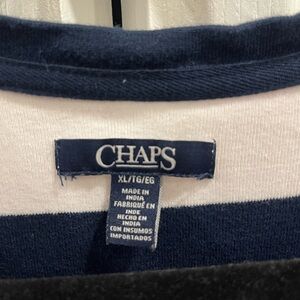 CHAPS
XL/TG/EG
MADE IN
INDIA
FABRIQUÉ EN
INDE
HECHO EN
INDIA
CON INSUMOS
IMPORTADOS